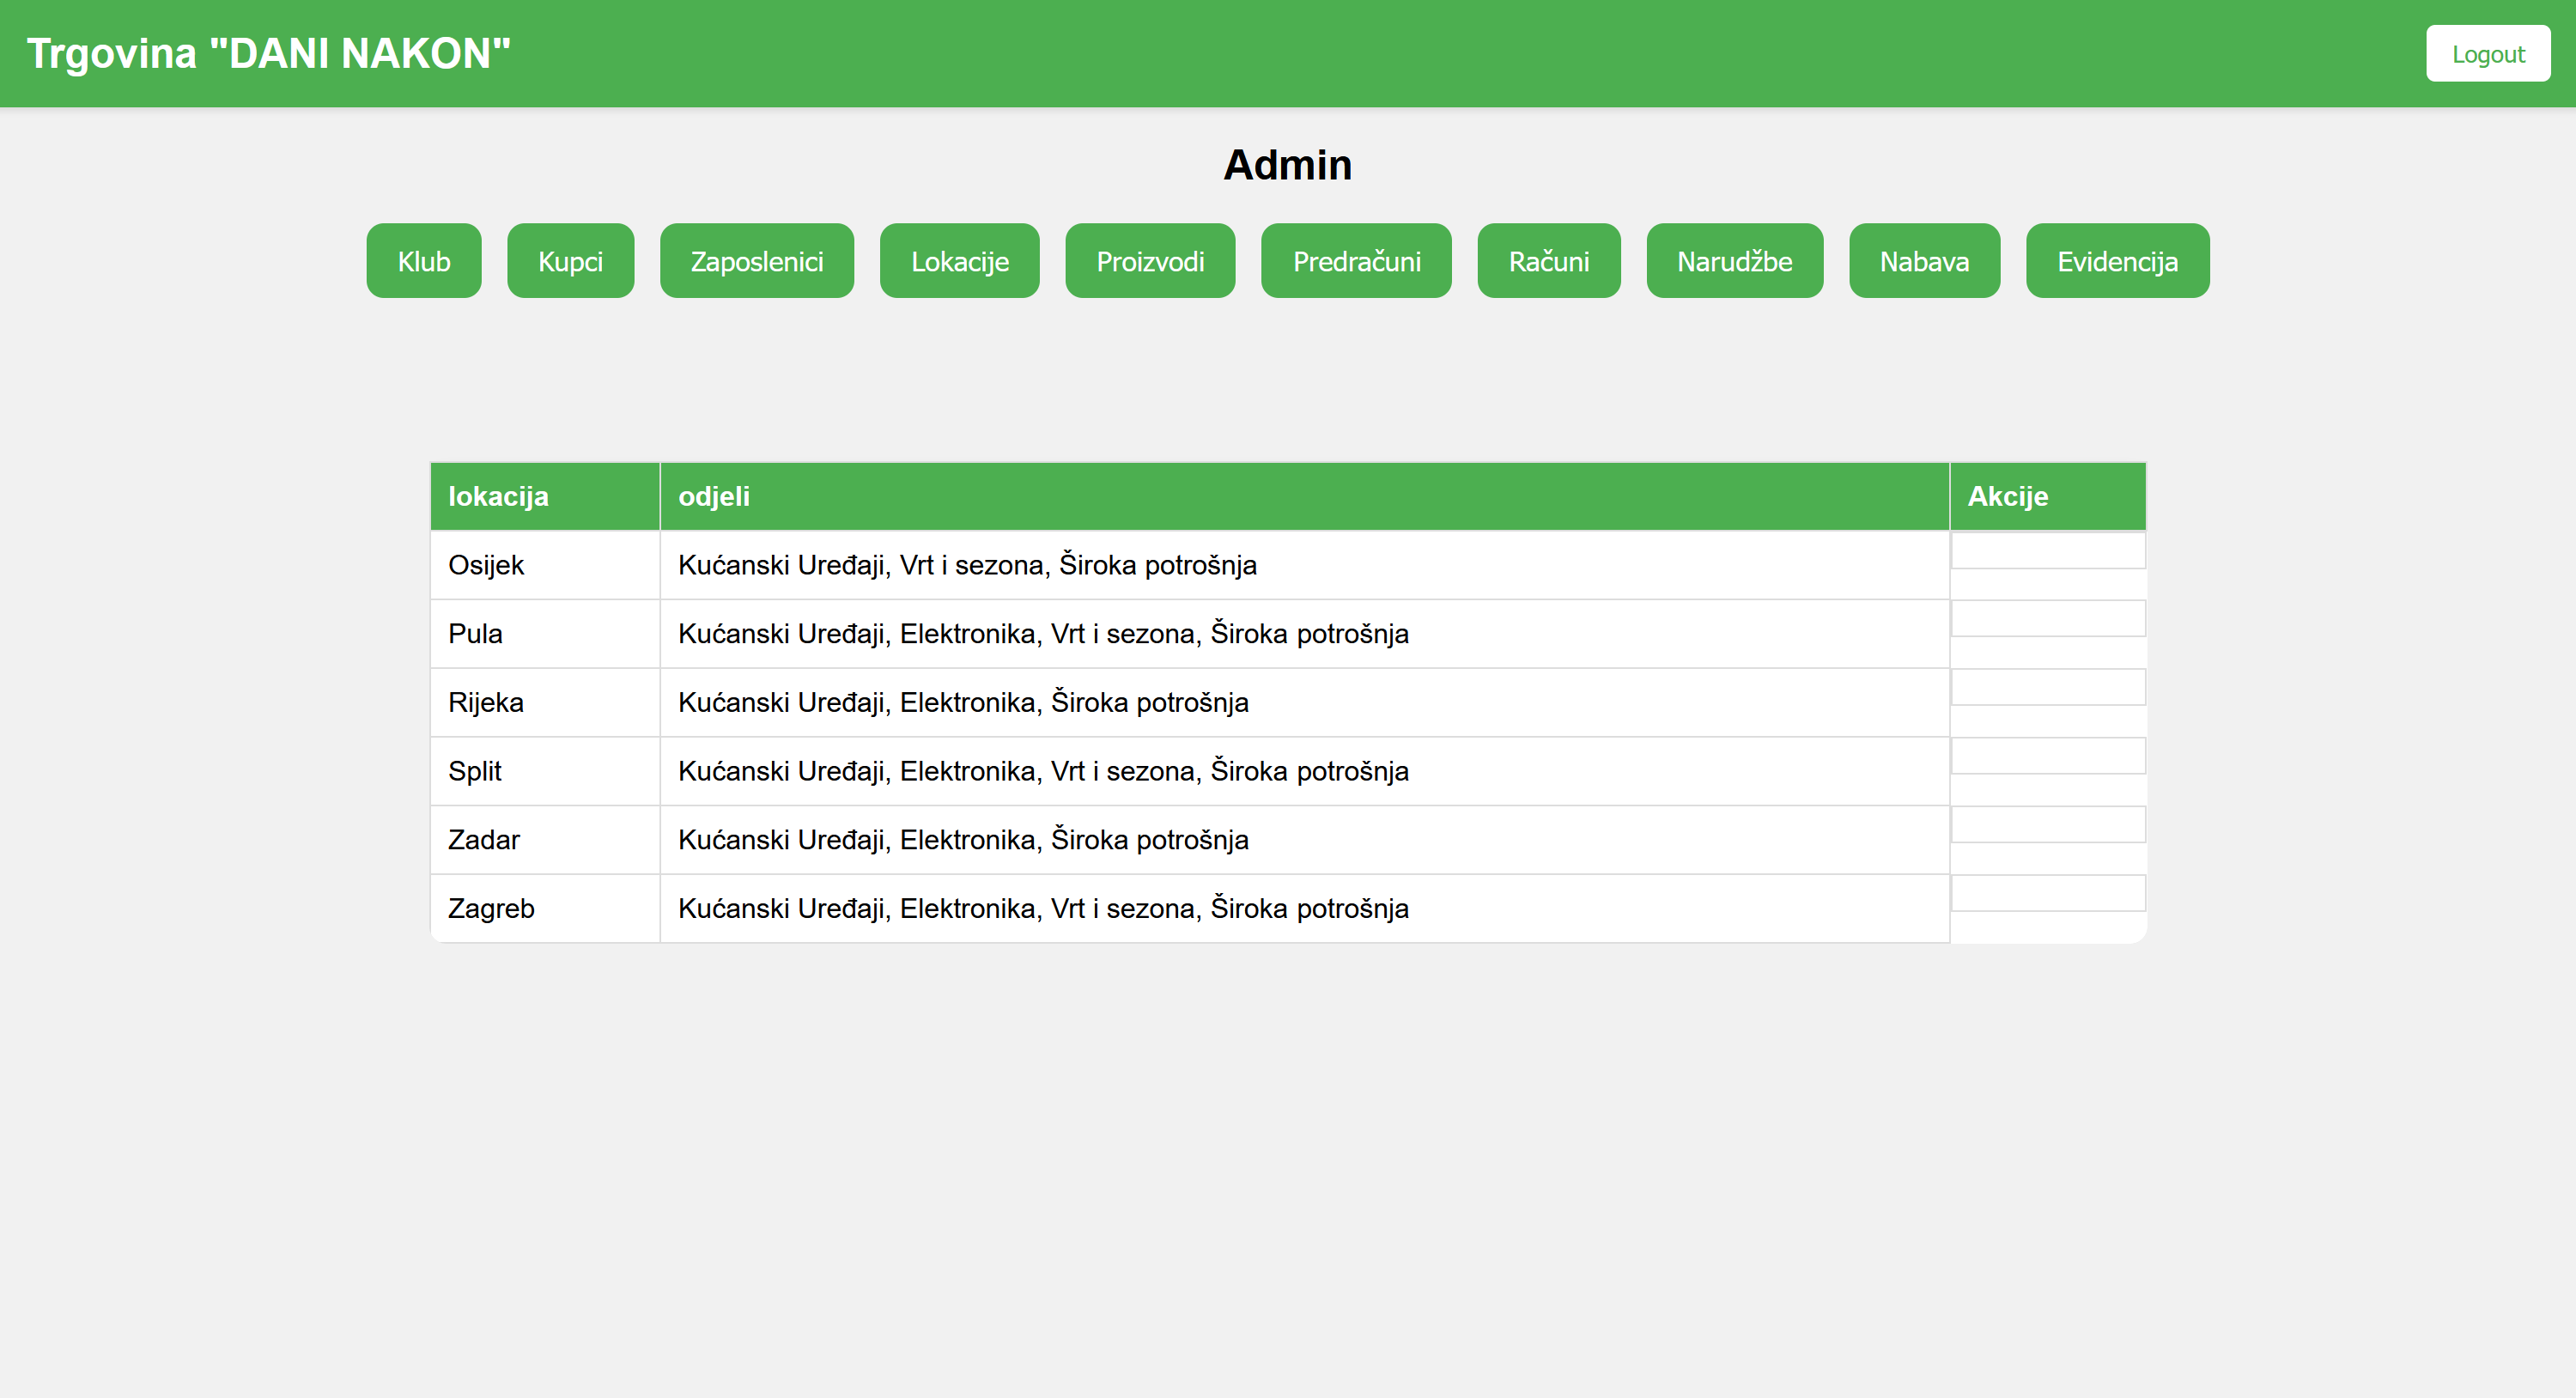 Trgovina "DANI NAKON" Logout
Admin
Klub Kupci Zaposlenici Lokacije Proizvodi Predračuni Računi Narudžbe Nabava Evidencija
lokacija odjeli Akcije
Osijek Kućanski Uređaji, Vrt i sezona, Široka potrošnja
Pula Kućanski Uređaji, Elektronika, Vrt i sezona, Široka potrošnja
Rijeka Kućanski Uređaji, Elektronika, Široka potrošnja
Split Kućanski Uređaji, Elektronika, Vrt i sezona, Široka potrošnja
Zadar Kućanski Uređaji, Elektronika, Široka potrošnja
Zagreb Kućanski Uređaji, Elektronika, Vrt i sezona, Široka potrošnja